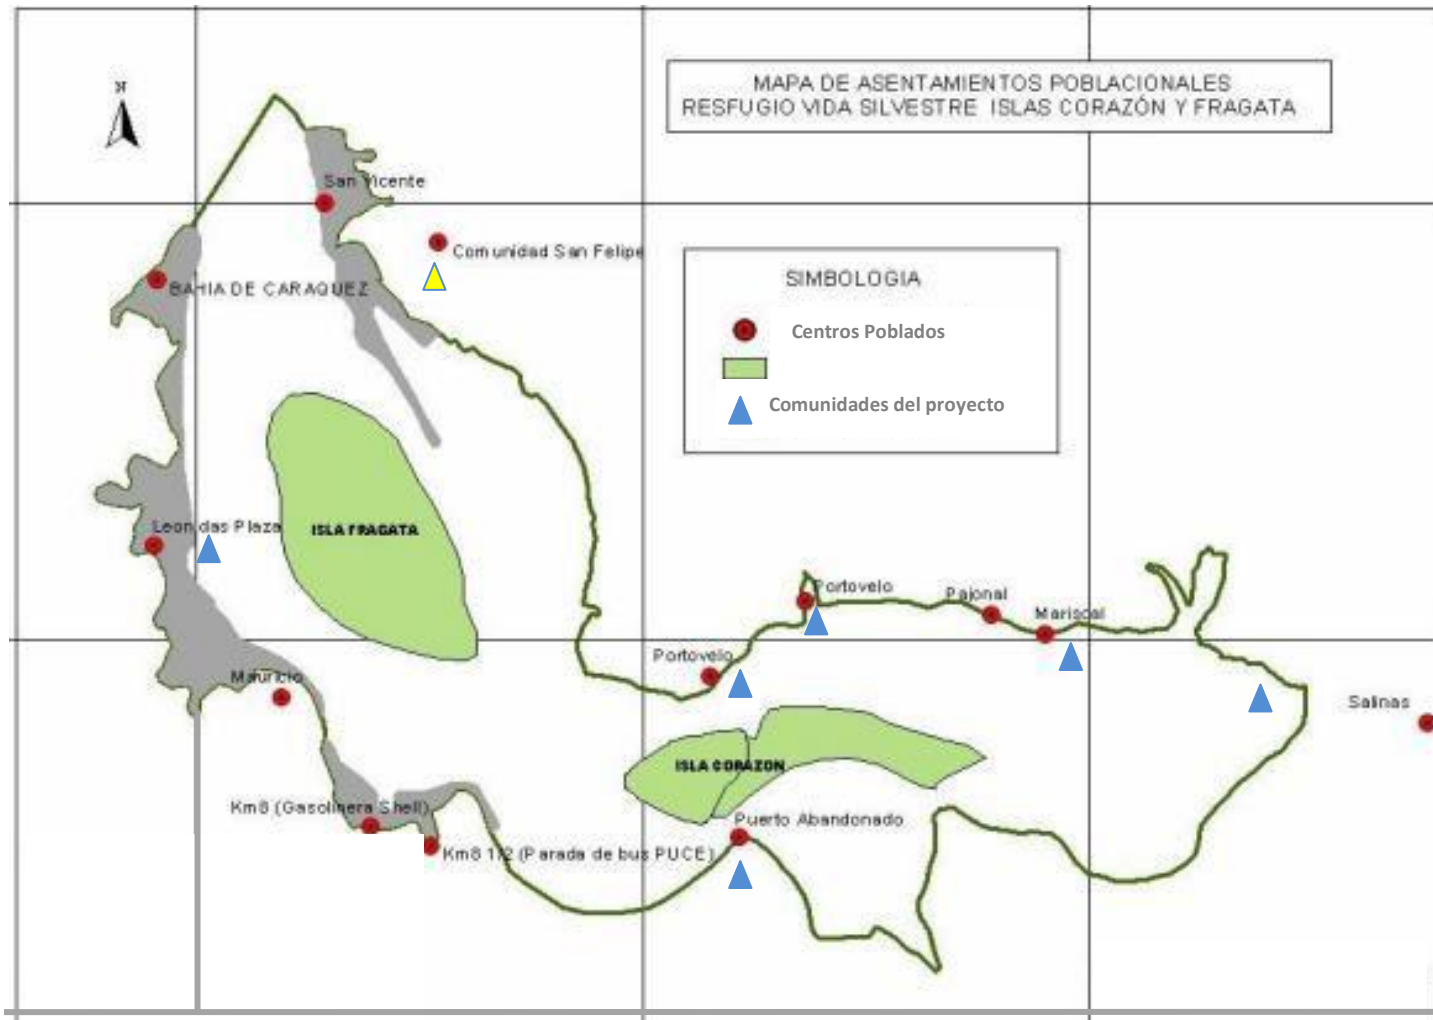 MAPA DE ASENTAMIENTOS POBLACIONALES
RESFUGIO VIDA SILVESTRE ISLAS CORAZÓN Y FRAGATA
N
San Vicente
Comunidad San Felipe
BAHIA DE CARAQUEZ
SIMBOLOGIA
Centros Poblados
Comunidades del proyecto
Leonidas Plaza
ISLA FRAGATA
Portovelo
Pajonal
Mariscal
Portovelo
Mauricio
Salinas
ISLA CORAZON
Km8 (Gasolinera Shell)
Puerto Abandonado
Km8 1/2 (Parada de bus PUCE)